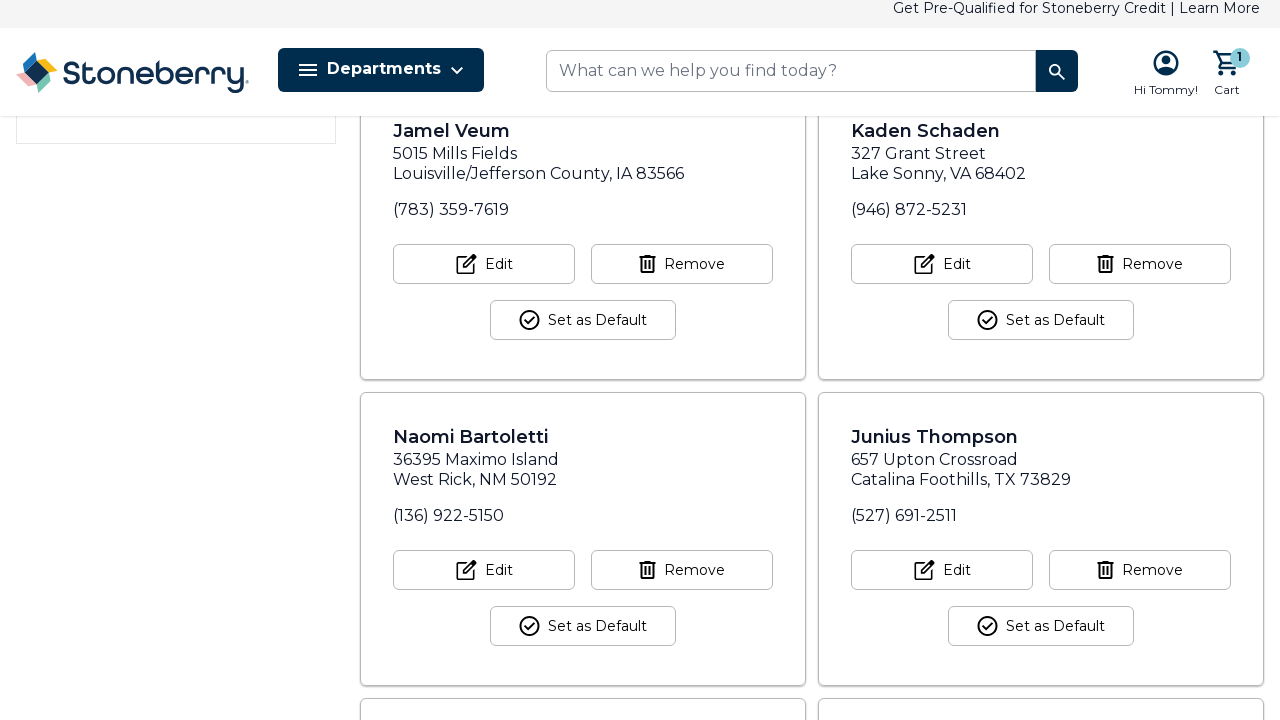 Get Pre-Qualified for Stoneberry Credit | Learn More
Stoneberry
Departments
What can we help you find today?
Hi Tommy!
1
Cart
Jamel Veum
5015 Mills Fields
Louisville/Jefferson County, IA 83566
(783) 359-7619
Edit
Remove
Set as Default
Kaden Schaden
327 Grant Street
Lake Sonny, VA 68402
(946) 872-5231
Edit
Remove
Set as Default
Naomi Bartoletti
36395 Maximo Island
West Rick, NM 50192
(136) 922-5150
Edit
Remove
Set as Default
Junius Thompson
657 Upton Crossroad
Catalina Foothills, TX 73829
(527) 691-2511
Edit
Remove
Set as Default